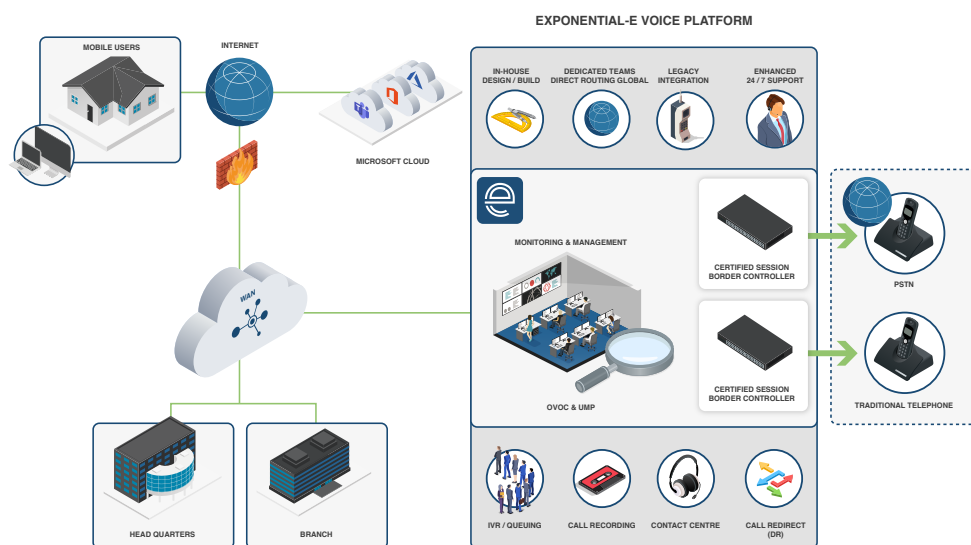 EXPONENTIAL-E VOICE PLATFORM
MOBILE USERS
INTERNET
MICROSOFT CLOUD
IN-HOUSE
DESIGN / BUILD
DEDICATED TEAMS
DIRECT ROUTING GLOBAL
LEGACY
INTEGRATION
ENHANCED
24 / 7 SUPPORT
MONITORING & MANAGEMENT
OVOC & UMP
CERTIFIED SESSION
BORDER CONTROLLER
CERTIFIED SESSION
BORDER CONTROLLER
PSTN
TRADITIONAL TELEPHONE
WAN
HEAD QUARTERS
BRANCH
IVR / QUEUING
CALL RECORDING
CONTACT CENTRE
CALL REDIRECT
(DR)